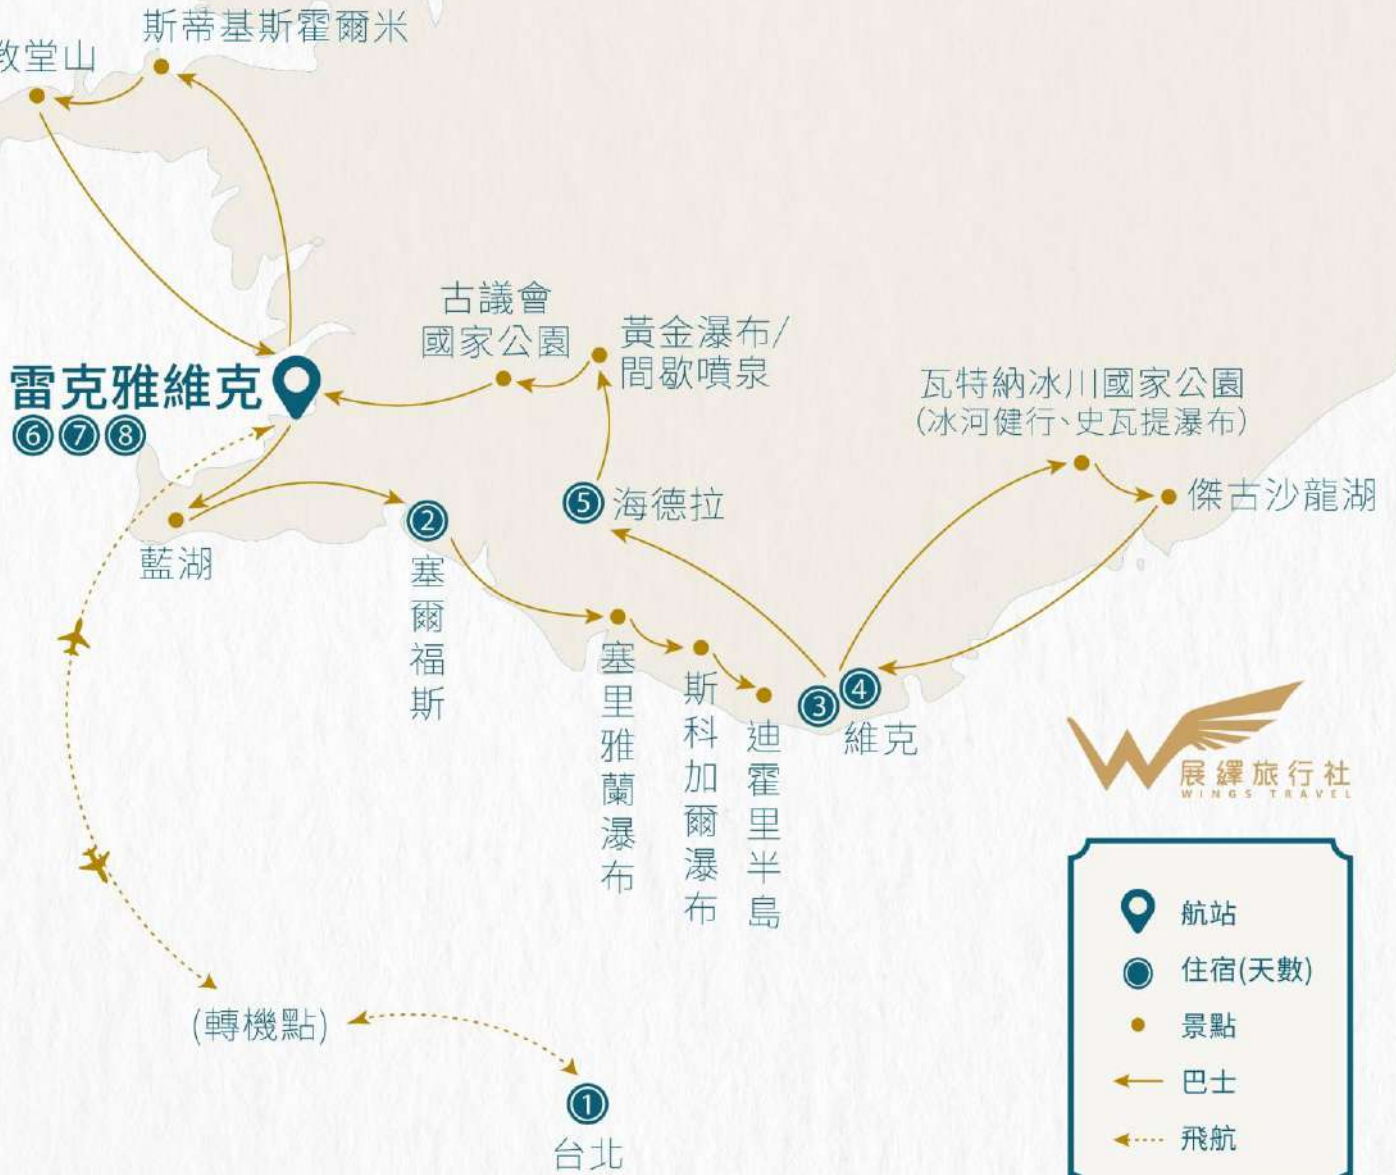 斯蒂基斯霍爾米
教堂山
古議會
國家公園
黃金瀑布/
間歇噴泉
雷克雅維克
⑥⑦⑧
瓦特納冰川國家公園
(冰河健行、史瓦提瀑布)
⑤海德拉
傑古沙龍湖
藍湖
②
塞爾福斯
塞里雅蘭瀑布
斯科加爾瀑布
迪霍里半島
③④
維克
展繹旅行社
WINGS TRAVEL
航站
住宿(天數)
景點
巴士
飛航
(轉機點)
①
台北